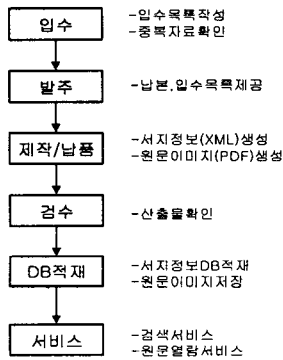 입수
-입수목록작성
-중복자료확인
발주
-납본,입수목록제공
제작/납품
-서지정보(XML)생성
-원문이미지(PDF)생성
검수
-산출물확인
DB적재
-서지정보DB적재
-원문이미지저장
서비스
-검색서비스
-원문열람서비스